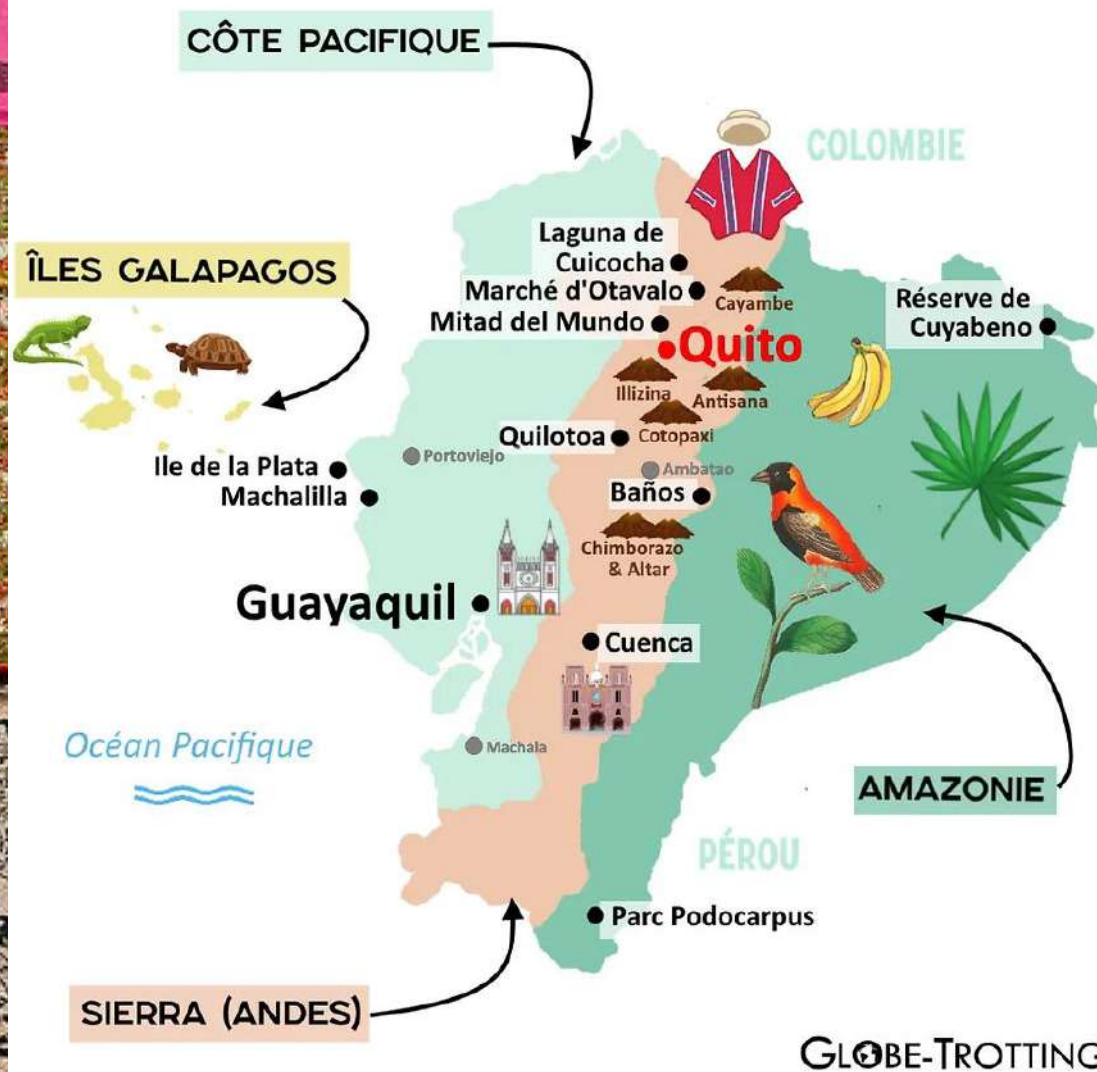 CÔTE PACIFIQUE
COLOMBIE
ÎLES GALAPAGOS
Laguna de
Cuicocha
Marché d'Otavalo
Cayambe
Mitad del Mundo
Réserve de
Cuyabeno
Quito
Illizina
Antisana
Quilotoa
Cotopaxi
Portoviejo
Ambatao
Ile de la Plata
Machalilla
Baños
Chimborazo
& Altar
Guayaquil
Cuenca
Océan Pacifique
Machala
AMAZONIE
PÉROU
Parc Podocarpus
SIERRA (ANDES)
GLOBE-TROTTING